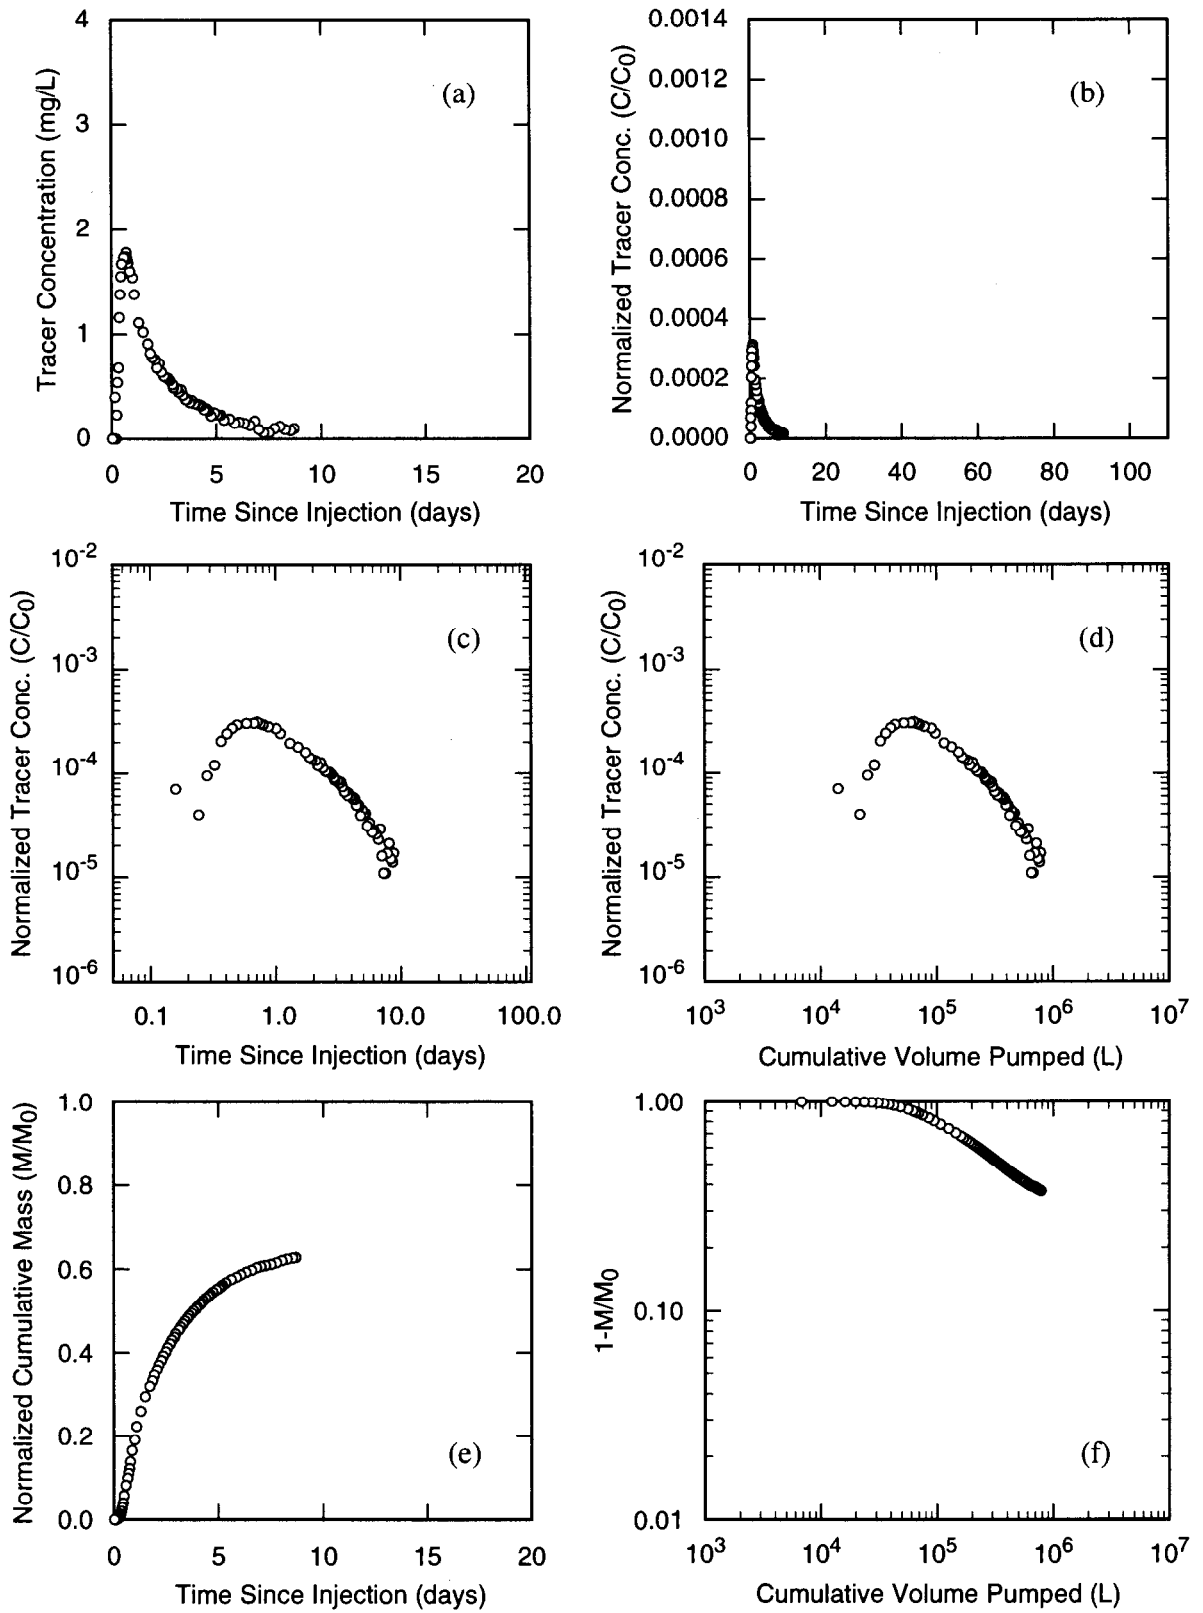 4
3
2
1
0
Tracer Concentration (mg/L)
(a)
0 5 10 15 20
Time Since Injection (days)
0.0014
0.0012
0.0010
0.0008
0.0006
0.0004
0.0002
0.0000
Normalized Tracer Conc. (C/C0)
(b)
0 20 40 60 80 100
Time Since Injection (days)
10-2
10-3
10-4
10-5
10-6
Normalized Tracer Conc. (C/C0)
(c)
0.1 1.0 10.0 100.0
Time Since Injection (days)
10-2
10-3
10-4
10-5
10-6
Normalized Tracer Conc. (C/C0)
(d)
103 104 105 106 107
Cumulative Volume Pumped (L)
1.0
0.8
0.6
0.4
0.2
0.0
Normalized Cumulative Mass (M/M0)
(e)
0 5 10 15 20
Time Since Injection (days)
1.00
0.10
0.01
1-M/M0
(f)
103 104 105 106 107
Cumulative Volume Pumped (L)